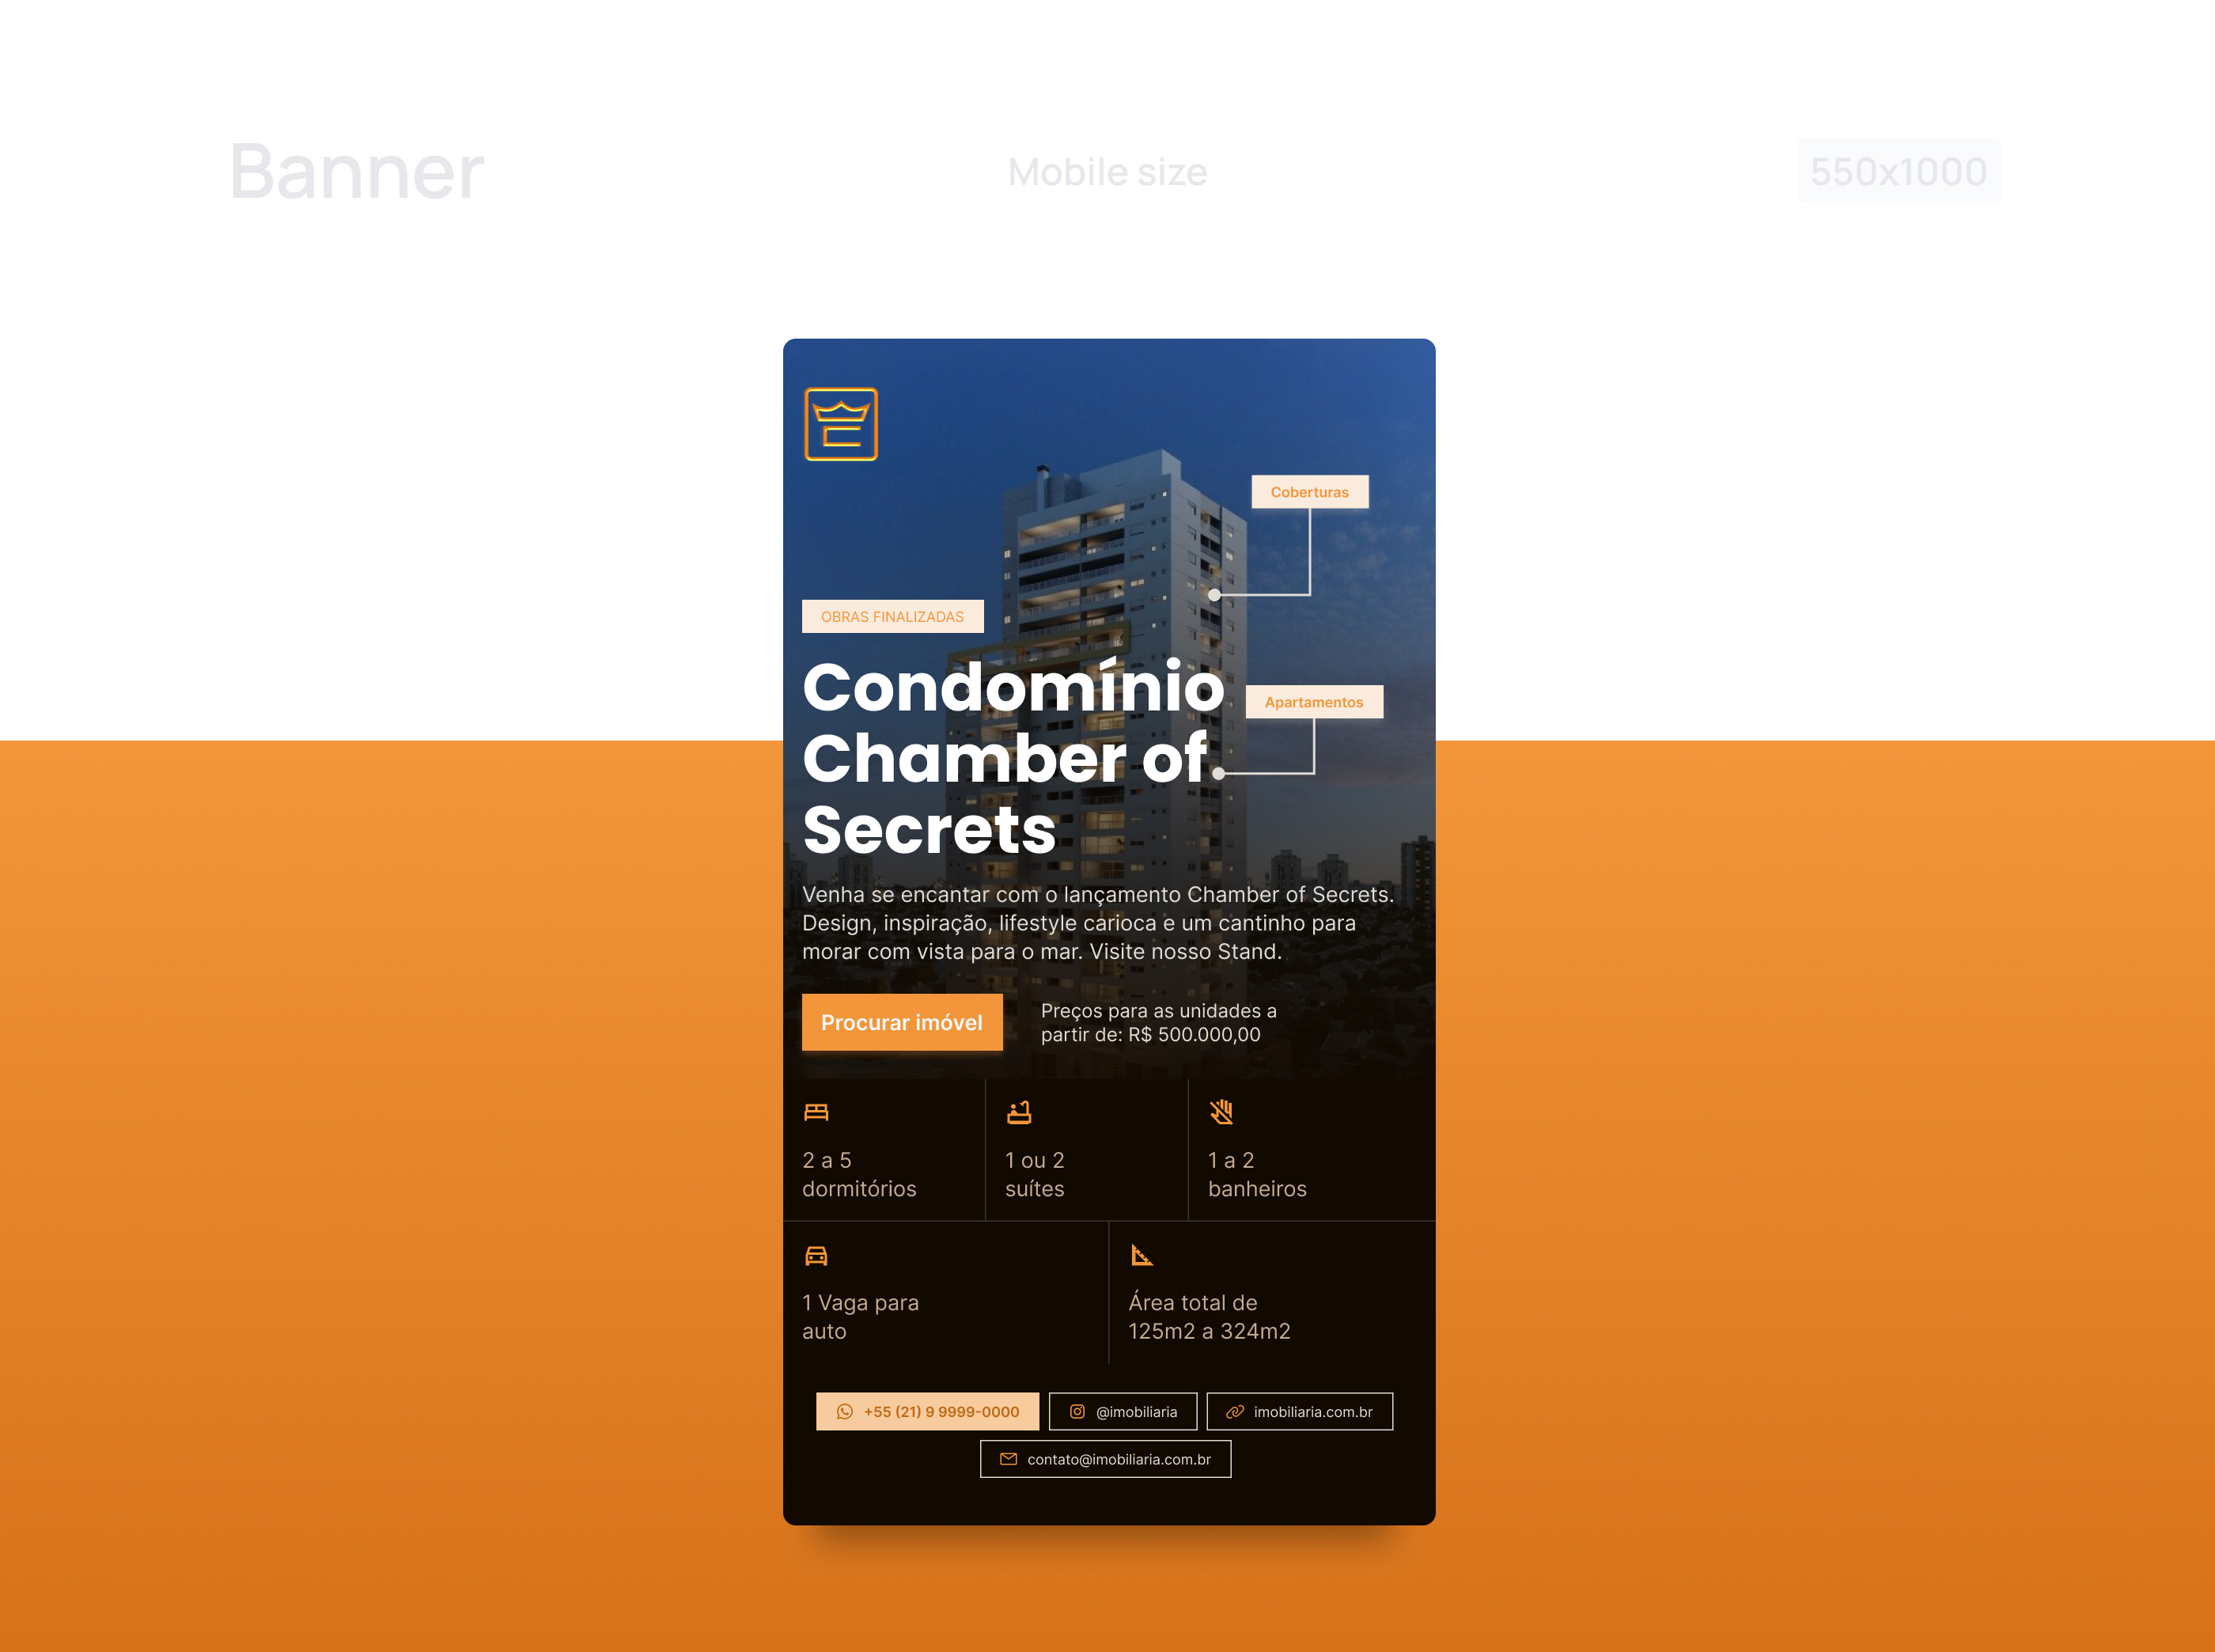 Banner
Mobile size
550x1000
Coberturas
OBRAS FINALIZADAS
Condomínio
Chamber of
Secrets
Apartamentos
Venha se encantar com o lançamento Chamber of Secrets.
Design, inspiração, lifestyle carioca e um cantinho para
morar com vista para o mar. Visite nosso Stand.
Procurar imóvel
Preços para as unidades a
partir de: R$ 500.000,00
2 a 5
dormitórios
1 ou 2
suítes
1 a 2
banheiros
1 Vaga para
auto
Área total de
125m2 a 324m2
+55 (21) 9 9999-0000
@imobiliaria
imobiliaria.com.br
contato@imobiliaria.com.br